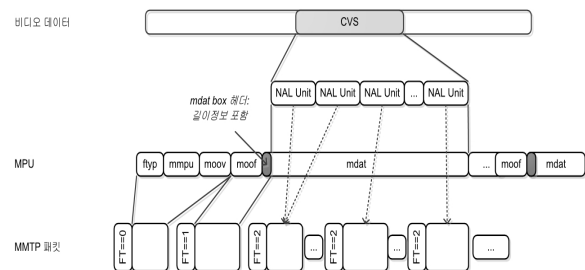 비디오 데이터
CVS
NAL Unit NAL Unit NAL Unit ... NAL Unit
mdat box 헤더:
길이정보 포함
MPU
ftyp mmpu moov moof mdat ... moof mdat
MMTP 패킷
FT==0 FT==1 FT==2 ... FT==2 ... FT==2 ...